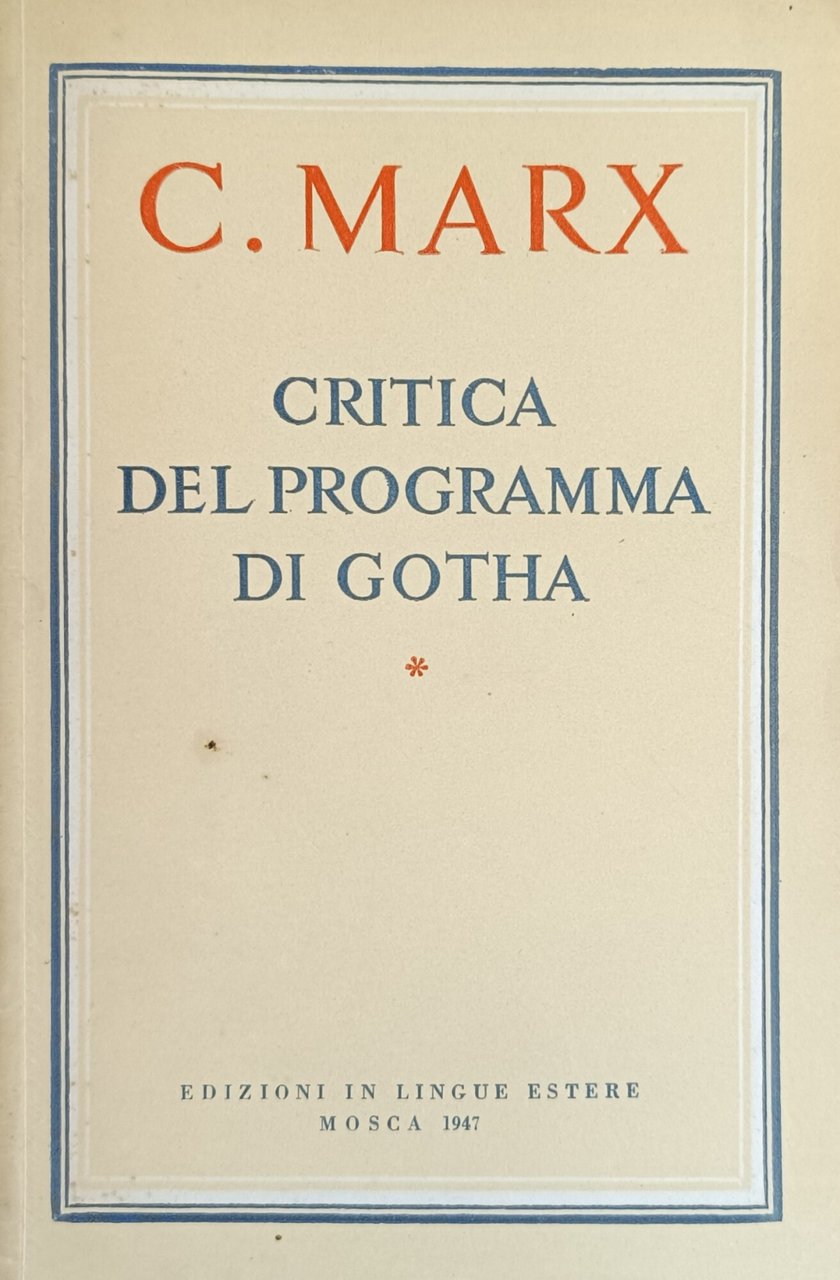 C. MARX
CRITICA
DEL PROGRAMMA
DI GOTHA
*
EDIZIONI IN LINGUE ESTERE
MOSCA 1947